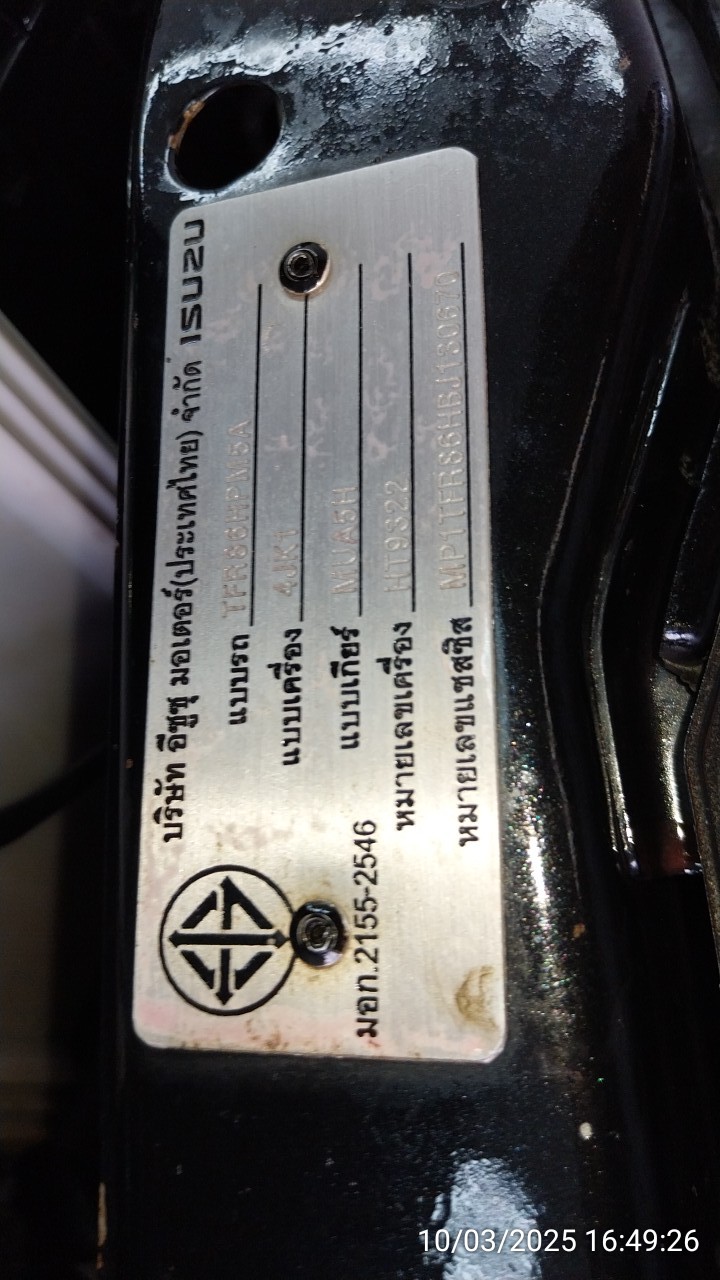 บริษัท อีซูซุ มอเตอร์(ประเทศไทย) จำกัด ISUZU
แบบรถ TFR86HPM5A
แบบเครื่อง 4JK1
แบบเกียร์ MUA5H
หมายเลขเครื่อง HT9322
หมายเลขแชสซิส MP1TFR86HBJ130670
มอก.2155-2546
10/03/2025 16:49:26